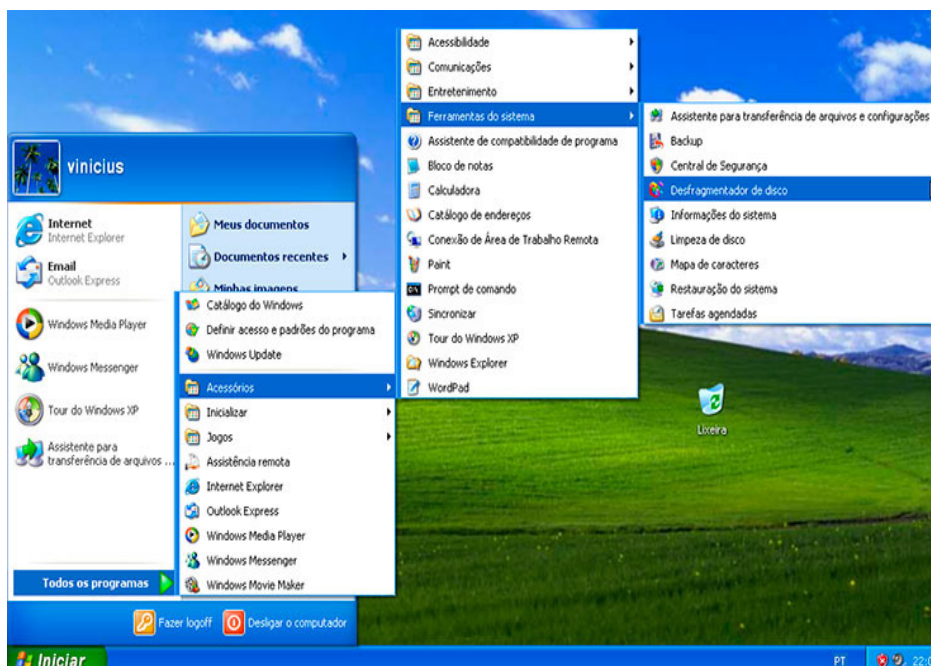 vinicius
Internet
Internet Explorer
Email
Outlook Express
Windows Media Player
Windows Messenger
Tour do Windows XP
Assistente para
transferência de arquivos ...
Todos os programas
Meus documentos
Documentos recentes
Minhas imagens
Catálogo do Windows
Definir acesso e padrões do programa
Windows Update
Acessórios
Inicializar
Jogos
Assistência remota
Internet Explorer
Outlook Express
Windows Media Player
Windows Messenger
Windows Movie Maker
Acessibilidade
Comunicações
Entretenimento
Ferramentas do sistema
Assistente de compatibilidade de programa
Bloco de notas
Calculadora
Catálogo de endereços
Conexão de Área de Trabalho Remota
Paint
Prompt de comando
Sincronizar
Tour do Windows XP
Windows Explorer
WordPad
Assistente para transferência de arquivos e configurações
Backup
Central de Segurança
Desfragmentador de disco
Informações do sistema
Limpeza de disco
Mapa de caracteres
Restauração do sistema
Tarefas agendadas
Lixeira
Fazer logoff
Desligar o computador
Iniciar
PT